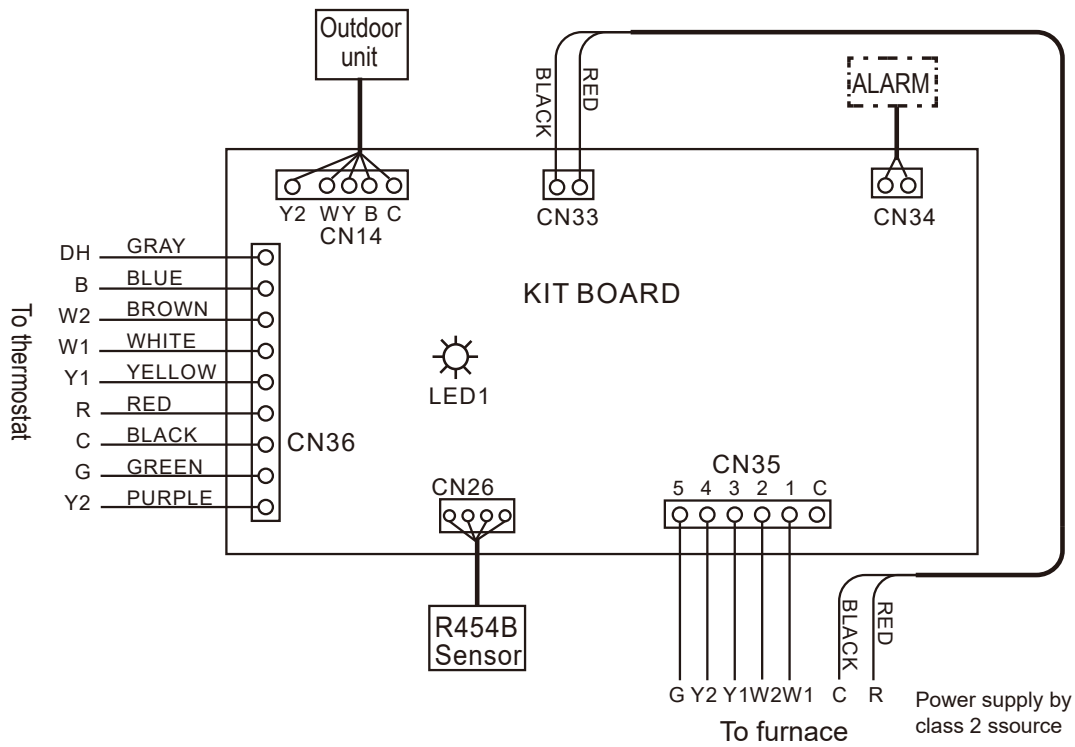 Outdoor
unit
BLACK
RED
ALARM
Y2 W Y B C
CN14
CN33
CN34
DH GRAY
B BLUE
W2 BROWN
W1 WHITE
Y1 YELLOW
R RED
C BLACK
G GREEN
Y2 PURPLE
To thermostat
CN36
KIT BOARD
LED1
CN26
CN35
5 4 3 2 1 C
R454B
Sensor
BLACK
RED
G Y2 Y1 W2 W1 C R
To furnace
Power supply by
class 2 ssource